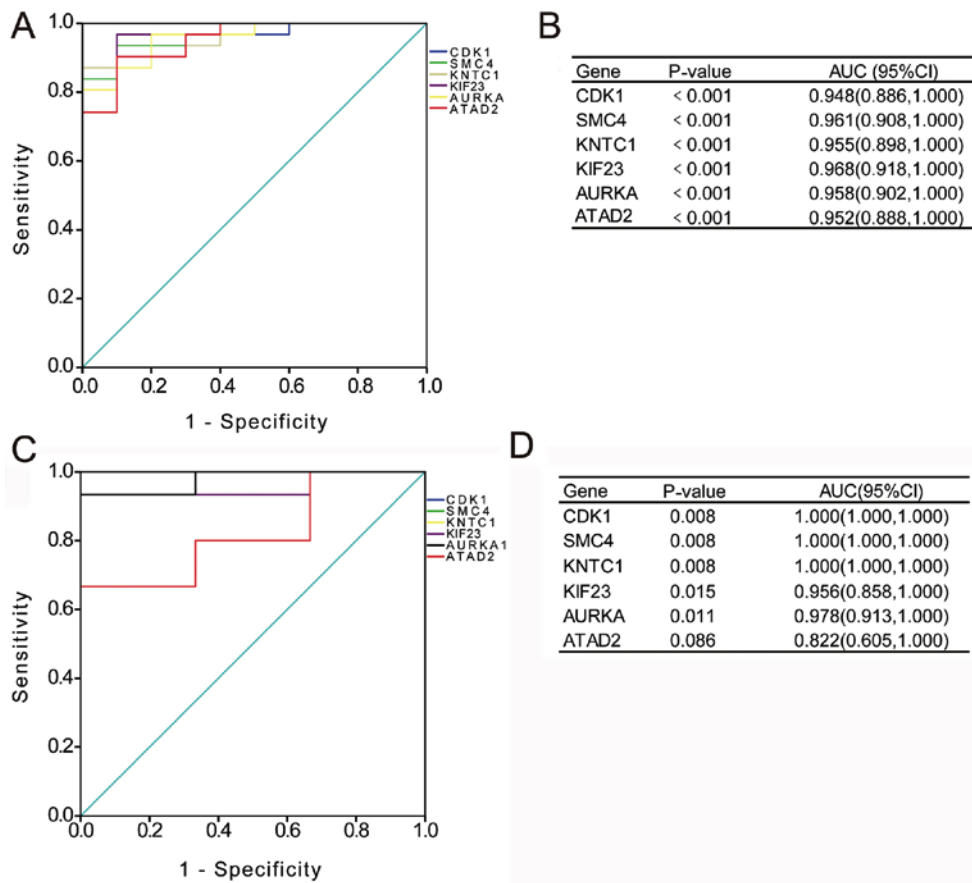 A
1.0
0.8
0.6
0.4
0.2
0.0
Sensitivity
0.0 0.2 0.4 0.6 0.8 1.0
1 - Specificity
CDK1
SMC4
KNTC1
KIF23
AURKA
ATAD2
B
Gene P-value AUC (95%CI)
CDK1 < 0.001 0.948(0.886,1.000)
SMC4 < 0.001 0.961(0.908,1.000)
KNTC1 < 0.001 0.955(0.898,1.000)
KIF23 < 0.001 0.968(0.918,1.000)
AURKA < 0.001 0.958(0.902,1.000)
ATAD2 < 0.001 0.952(0.888,1.000)
C
1.0
0.8
0.6
0.4
0.2
0.0
Sensitivity
0.0 0.2 0.4 0.6 0.8 1.0
1 - Specificity
CDK1
SMC4
KNTC1
KIF23
AURKA1
ATAD2
D
Gene P-value AUC(95%CI)
CDK1 0.008 1.000(1.000,1.000)
SMC4 0.008 1.000(1.000,1.000)
KNTC1 0.008 1.000(1.000,1.000)
KIF23 0.015 0.956(0.858,1.000)
AURKA 0.011 0.978(0.913,1.000)
ATAD2 0.086 0.822(0.605,1.000)